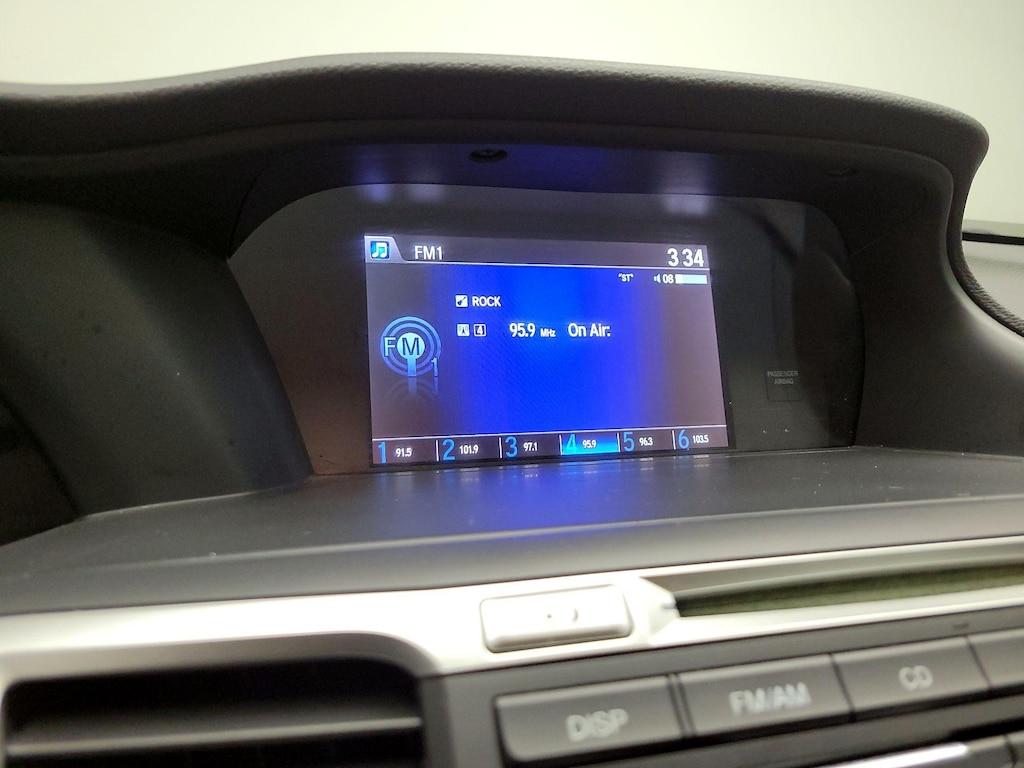 FM1 3 34
"ST" 08
ROCK
FM 1
4 95.9 MHz On Air:
1 91.5 2 101.9 3 97.1 4 95.9 5 96.3 6 103.5
PASSENGER
AIRBAG
DISP FM/AM CD